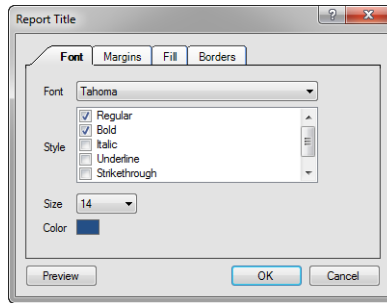 Report Title
Font Margins Fill Borders
Font Tahoma
Regular
Bold
Style Italic
Underline
Strikethrough
Size 14
Color
Preview OK Cancel